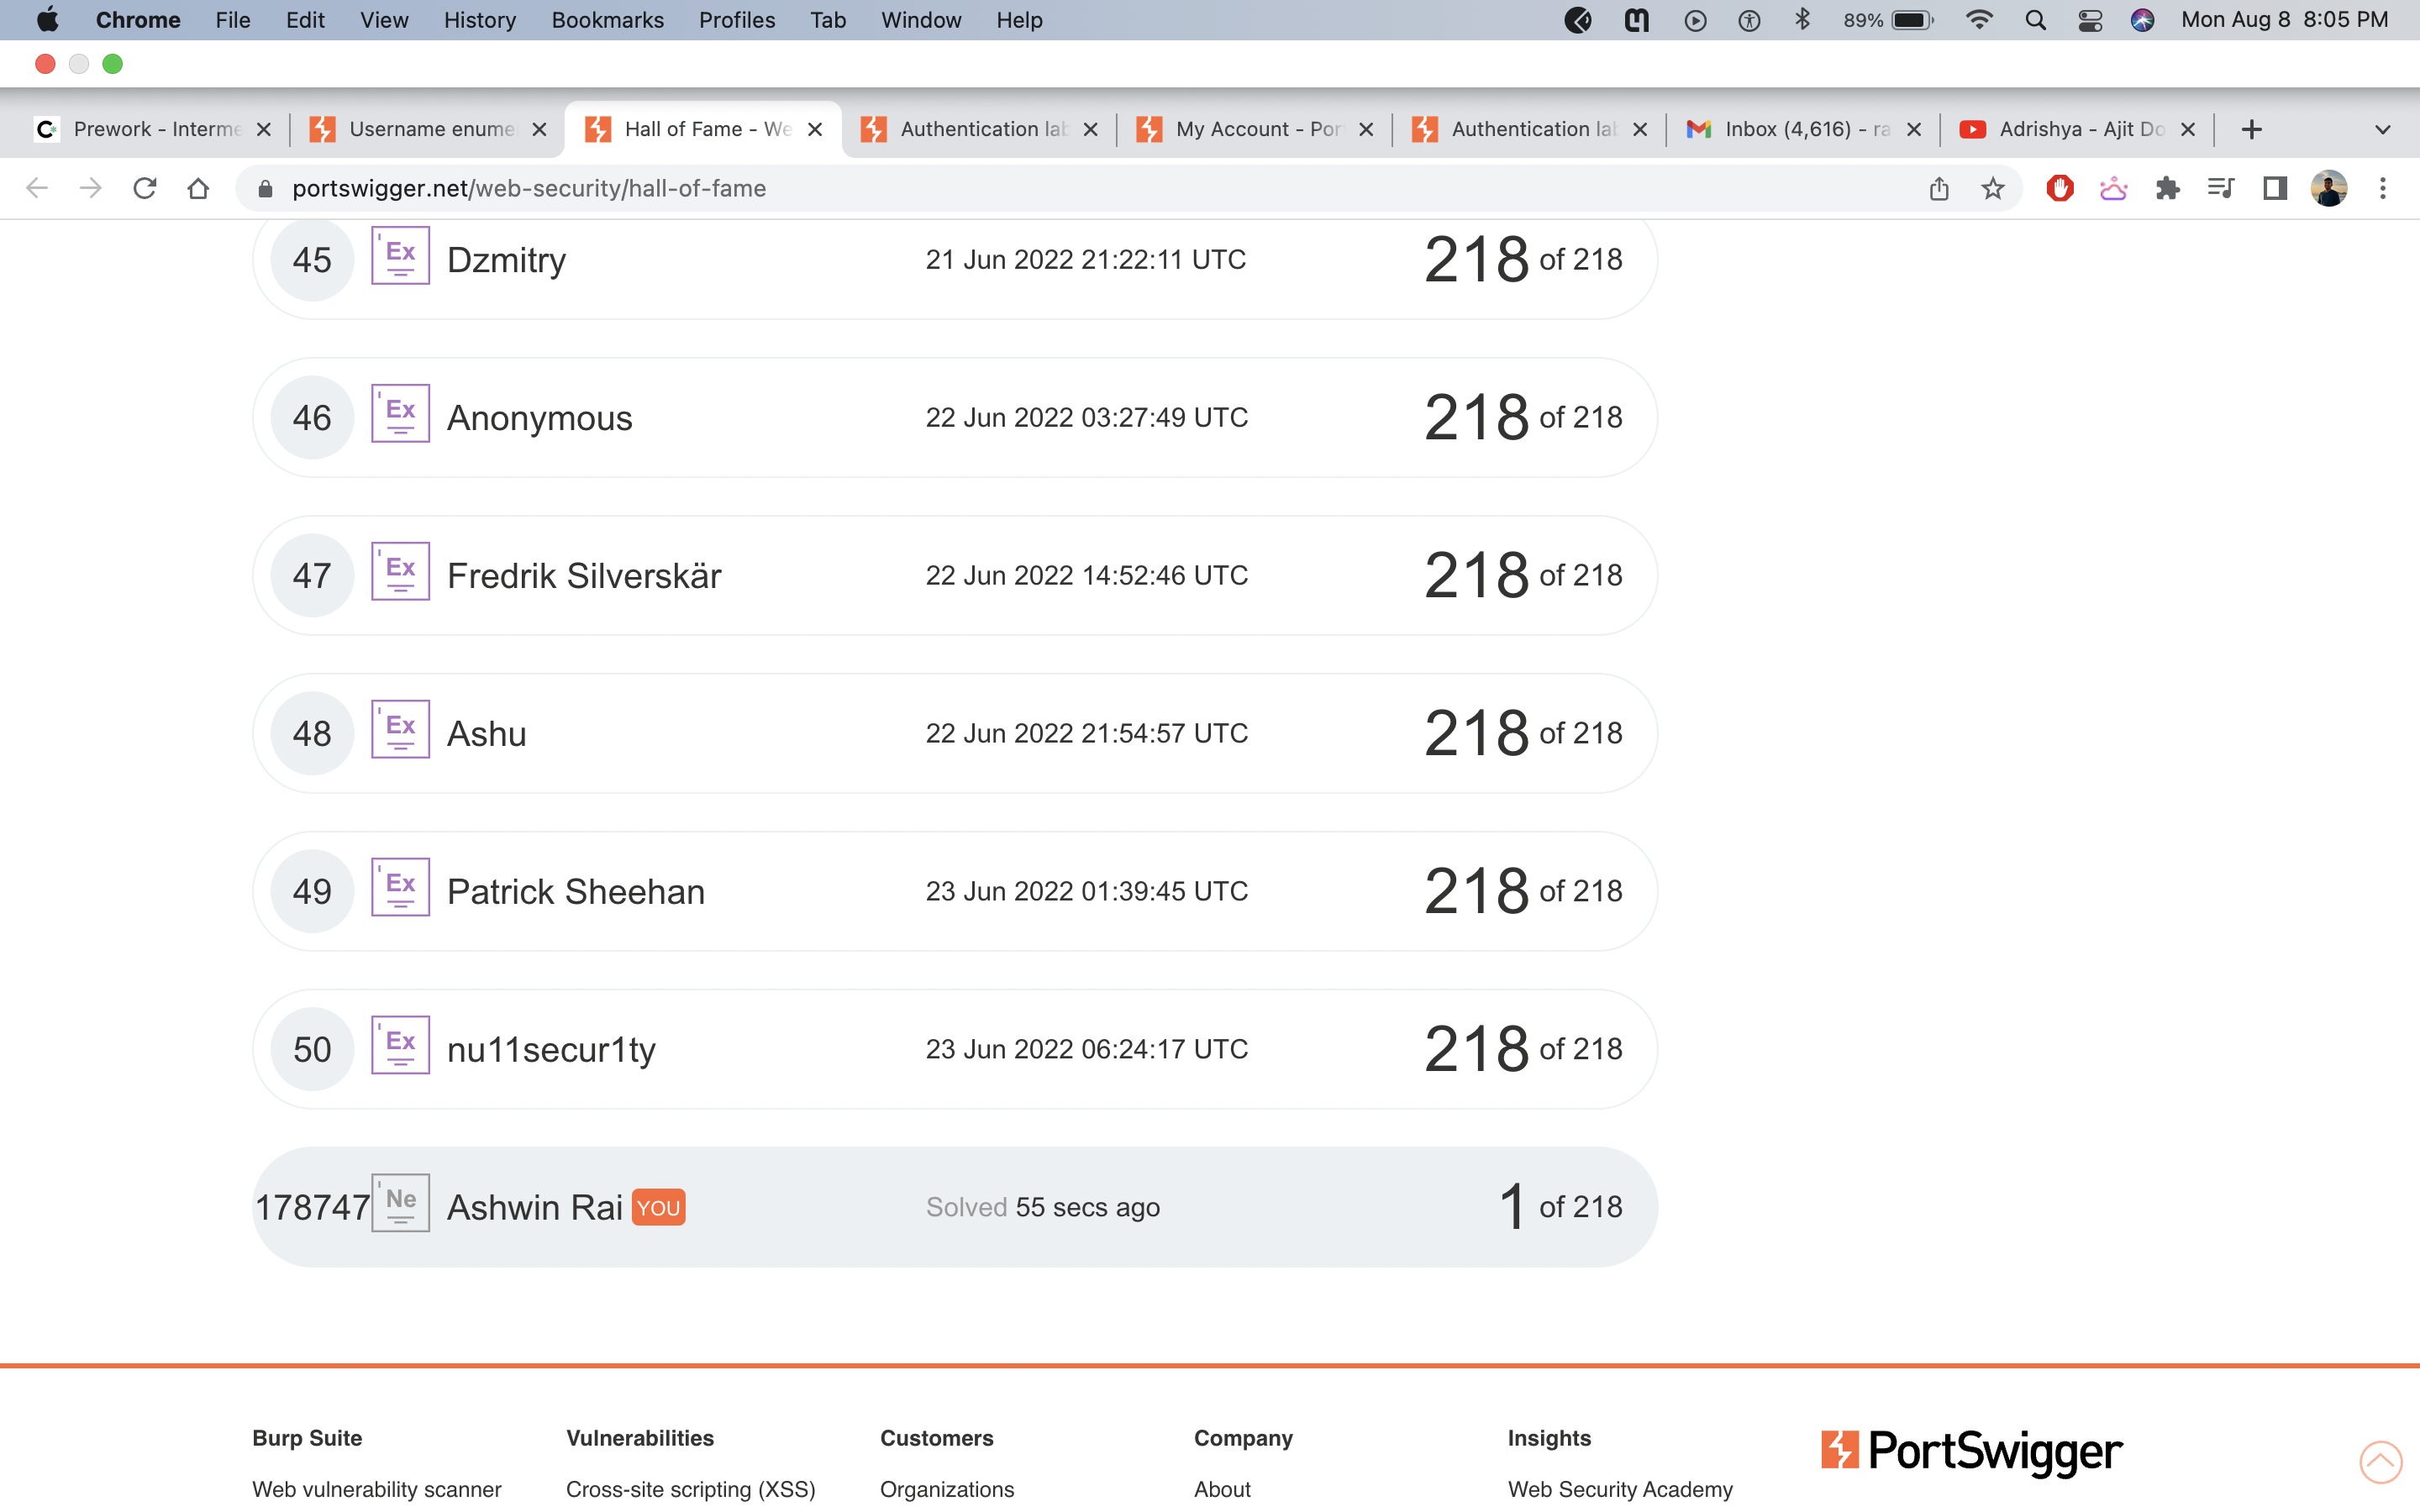 Chrome File Edit View History Bookmarks Profiles Tab Window Help 89% Mon Aug 8 8:05 PM
Prework - Interme Username enume Hall of Fame - We Authentication lab My Account - Por Authentication lab Inbox (4,616) - ra Adrishya - Ajit Do
portswigger.net/web-security/hall-of-fame
45 Ex Dzmitry 21 Jun 2022 21:22:11 UTC 218 of 218
46 Ex Anonymous 22 Jun 2022 03:27:49 UTC 218 of 218
47 Ex Fredrik Silverskär 22 Jun 2022 14:52:46 UTC 218 of 218
48 Ex Ashu 22 Jun 2022 21:54:57 UTC 218 of 218
49 Ex Patrick Sheehan 23 Jun 2022 01:39:45 UTC 218 of 218
50 Ex nu11secur1ty 23 Jun 2022 06:24:17 UTC 218 of 218
178747 Ne Ashwin Rai YOU Solved 55 secs ago 1 of 218
Burp Suite Vulnerabilities Customers Company Insights PortSwigger
Web vulnerability scanner Cross-site scripting (XSS) Organizations About Web Security Academy